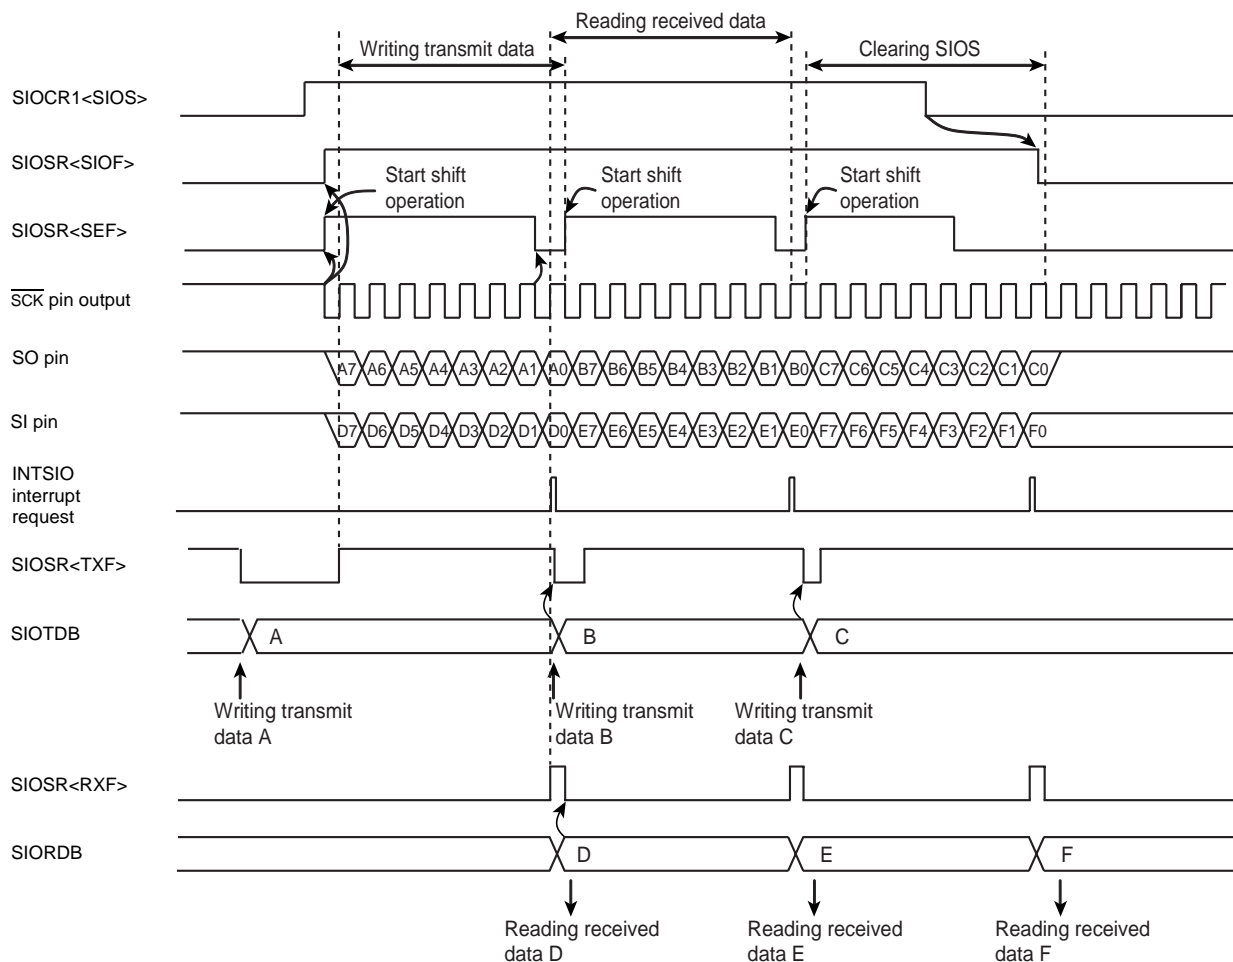 Reading received data
Writing transmit data
Clearing SIOS
SIOCR1<SIOS>
SIOSR<SIOF>
Start shift
operation
Start shift
operation
Start shift
operation
SIOSR<SEF>
SCK pin output
SO pin
A7 A6 A5 A4 A3 A2 A1 A0 B7 B6 B5 B4 B3 B2 B1 B0 C7 C6 C5 C4 C3 C2 C1 C0
SI pin
D7 D6 D5 D4 D3 D2 D1 D0 E7 E6 E5 E4 E3 E2 E1 E0 F7 F6 F5 F4 F3 F2 F1 F0
INTSIO
interrupt
request
SIOSR<TXF>
SIOTDB
A B C
Writing transmit
data A
Writing transmit
data B
Writing transmit
data C
SIOSR<RXF>
SIORDB
D E F
Reading received
data D
Reading received
data E
Reading received
data F